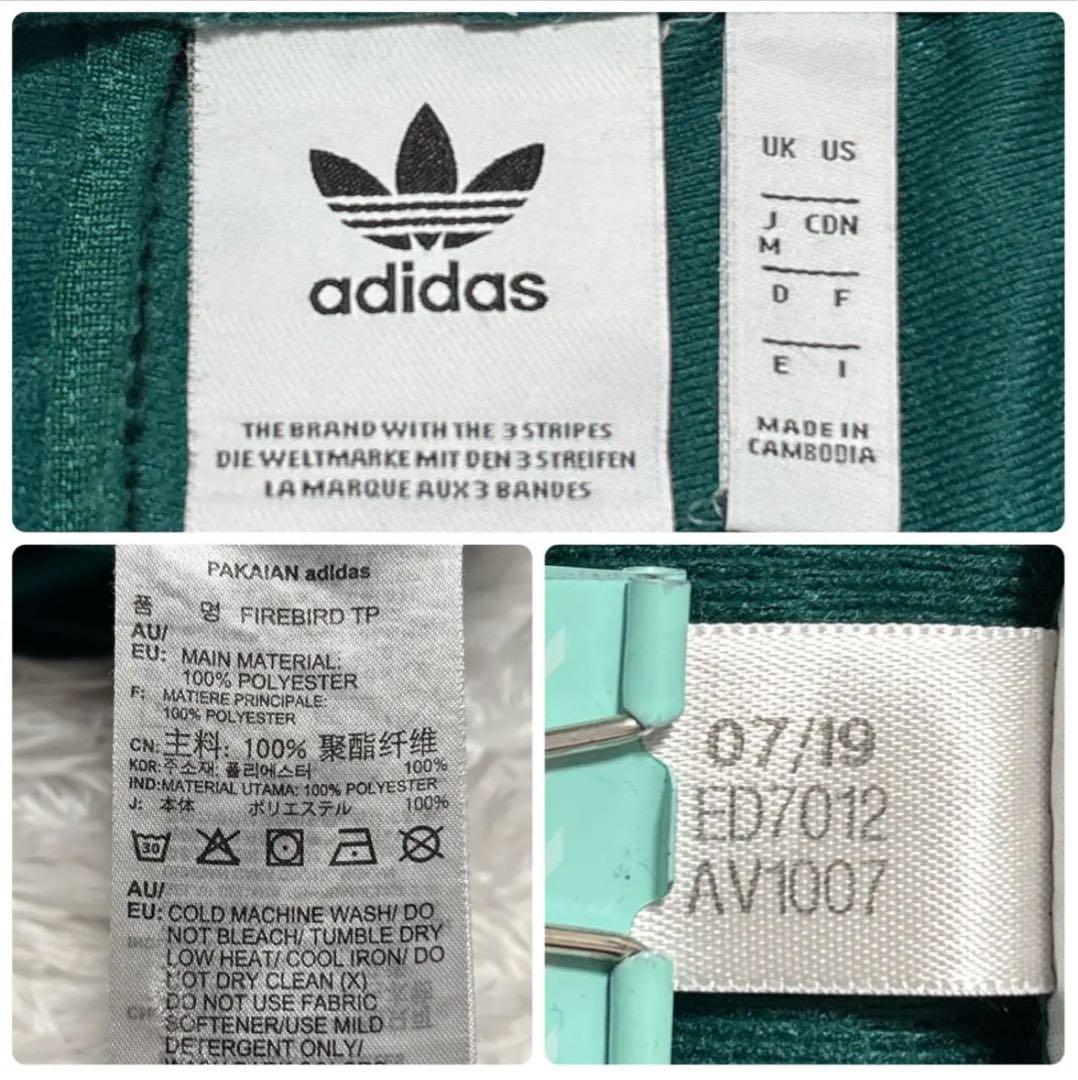 adidas
THE BRAND WITH THE 3 STRIPES
DIE WELTMARKE MIT DEN 3 STREIFEN
LA MARQUE AUX 3 BANDES
UK US
J CDN
M
D F
E I
MADE IN
CAMBODIA
PAKAIAN adidas
품 명 FIREBIRD TP
AU/
EU: MAIN MATERIAL:
100% POLYESTER
F: MATIERE PRINCIPALE:
100% POLYESTER
CN: 主料: 100% 聚酯纤维
KOR: 주소재: 폴리에스터 100%
IND: MATERIAL UTAMA: 100% POLYESTER
J: 本体 ポリエステル 100%
30
AU/
EU: COLD MACHINE WASH/ DO
NOT BLEACH/ TUMBLE DRY
LOW HEAT/ COOL IRON/ DO
NOT DRY CLEAN (X)
DO NOT USE FABRIC
SOFTENER/USE MILD
DETERGENT ONLY/
07/19
ED7012
AV1007